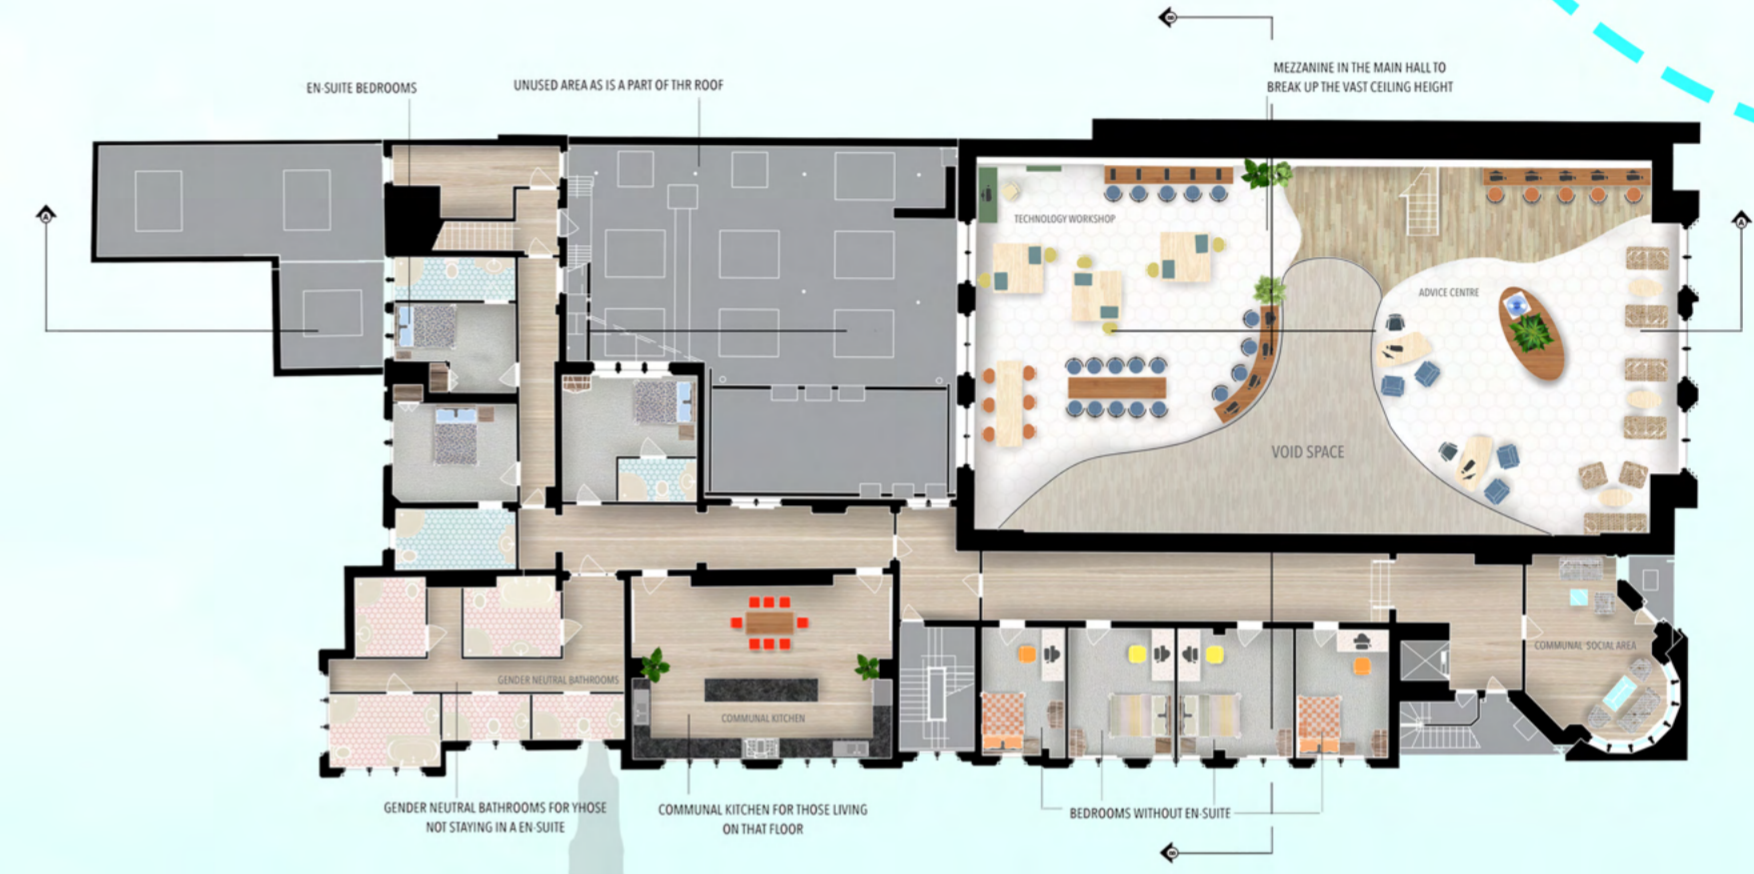 EN-SUITE BEDROOMS
UNUSED AREA AS IS A PART OF THR ROOF
MEZZANINE IN THE MAIN HALL TO
BREAK UP THE VAST CEILING HEIGHT
TECHNOLOGY WORKSHOP
ADVICE CENTRE
VOID SPACE
COMMUNAL SOCIAL AREA
GENDER NEUTRAL BATHROOMS
COMMUNAL KITCHEN
GENDER NEUTRAL BATHROOMS FOR YHOSE
NOT STAYING IN A EN-SUITE
COMMUNAL KITCHEN FOR THOSE LIVING
ON THAT FLOOR
BEDROOMS WITHOUT EN-SUITE
A
A
B
B